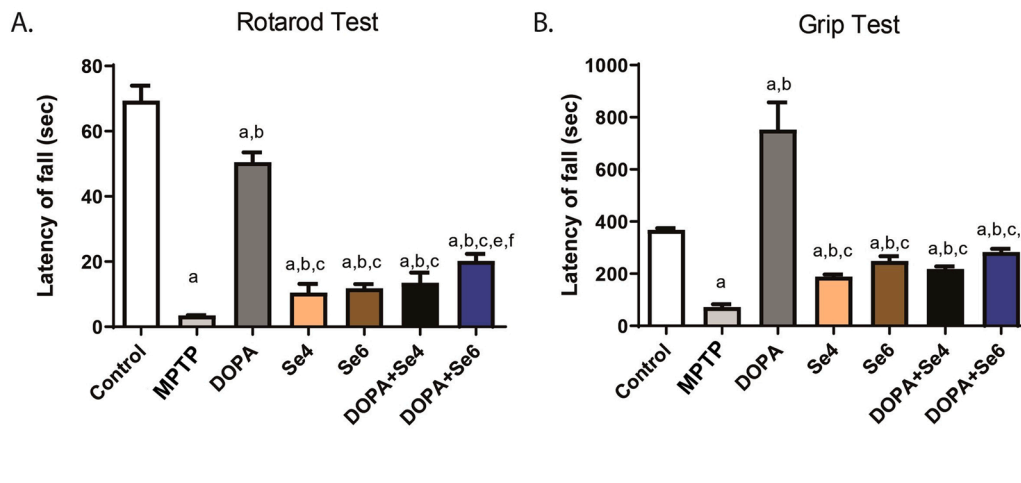 A.
Rotarod Test
Latency of fall (sec)
80
60
40
20
0
a
a,b
a,b,c
a,b,c
a,b,c
a,b,c,e,f
Control
MPTP
DOPA
Se4
Se6
DOPA+Se4
DOPA+Se6
B.
Grip Test
Latency of fall (sec)
1000
800
600
400
200
0
a
a,b
a,b,c
a,b,c
a,b,c
a,b,c,
Control
MPTP
DOPA
Se4
Se6
DOPA+Se4
DOPA+Se6